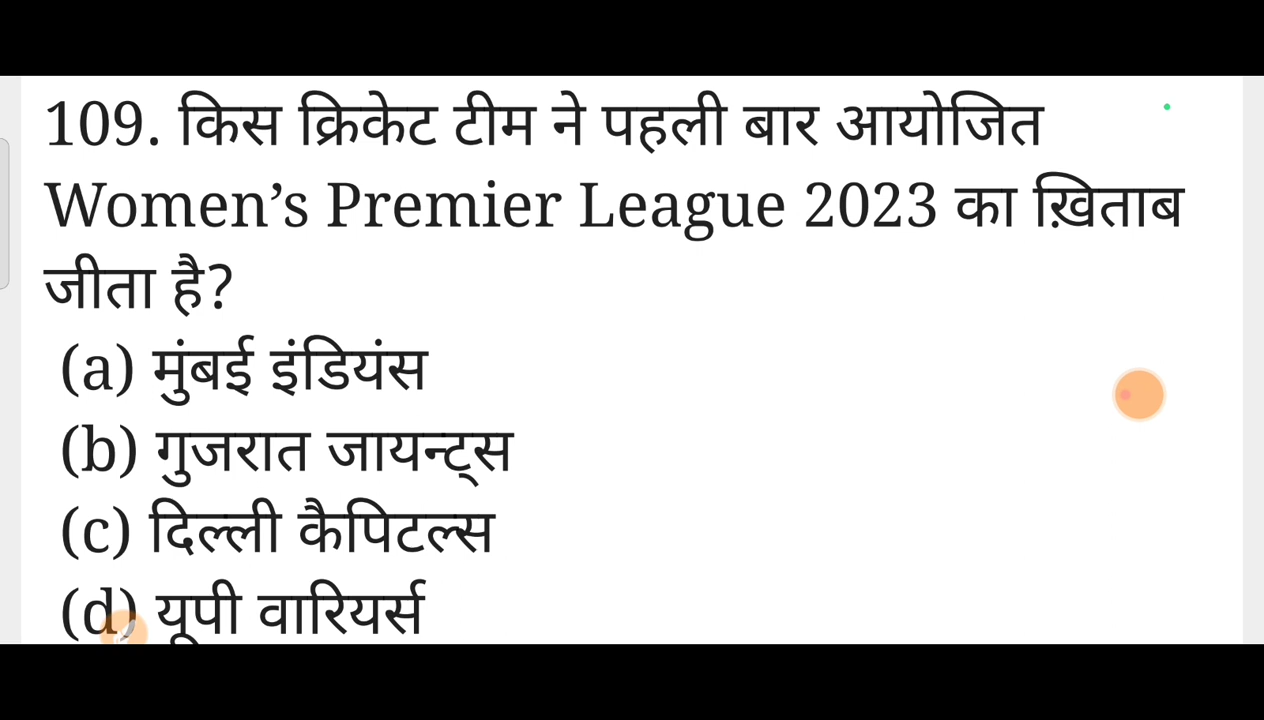 109. किस क्रिकेट टीम ने पहली बार आयोजित
Women’s Premier League 2023 का ख़िताब
जीता है?
(a) मुंबई इंडियंस
(b) गुजरात जायन्ट्स
(c) दिल्ली कैपिटल्स
(d) यूपी वारियर्स